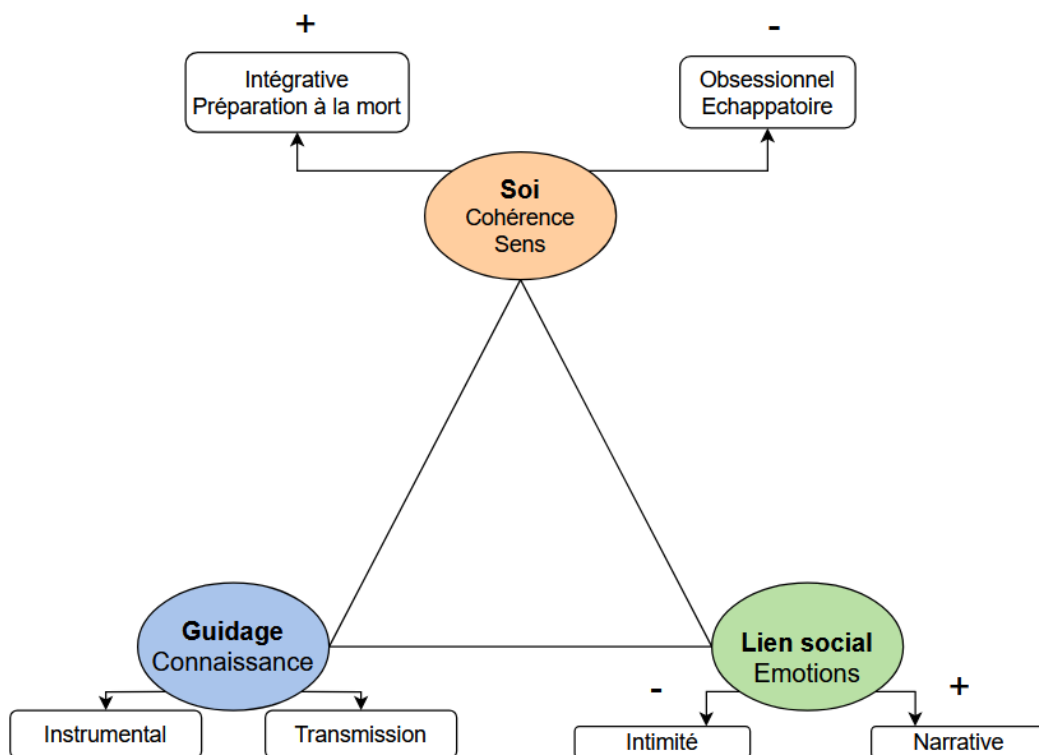 +
-
Intégrative
Préparation à la mort
Obsessionnel
Echappatoire
Soi
Cohérence
Sens
Guidage
Connaissance
Lien social
Emotions
-
+
Instrumental
Transmission
Intimité
Narrative